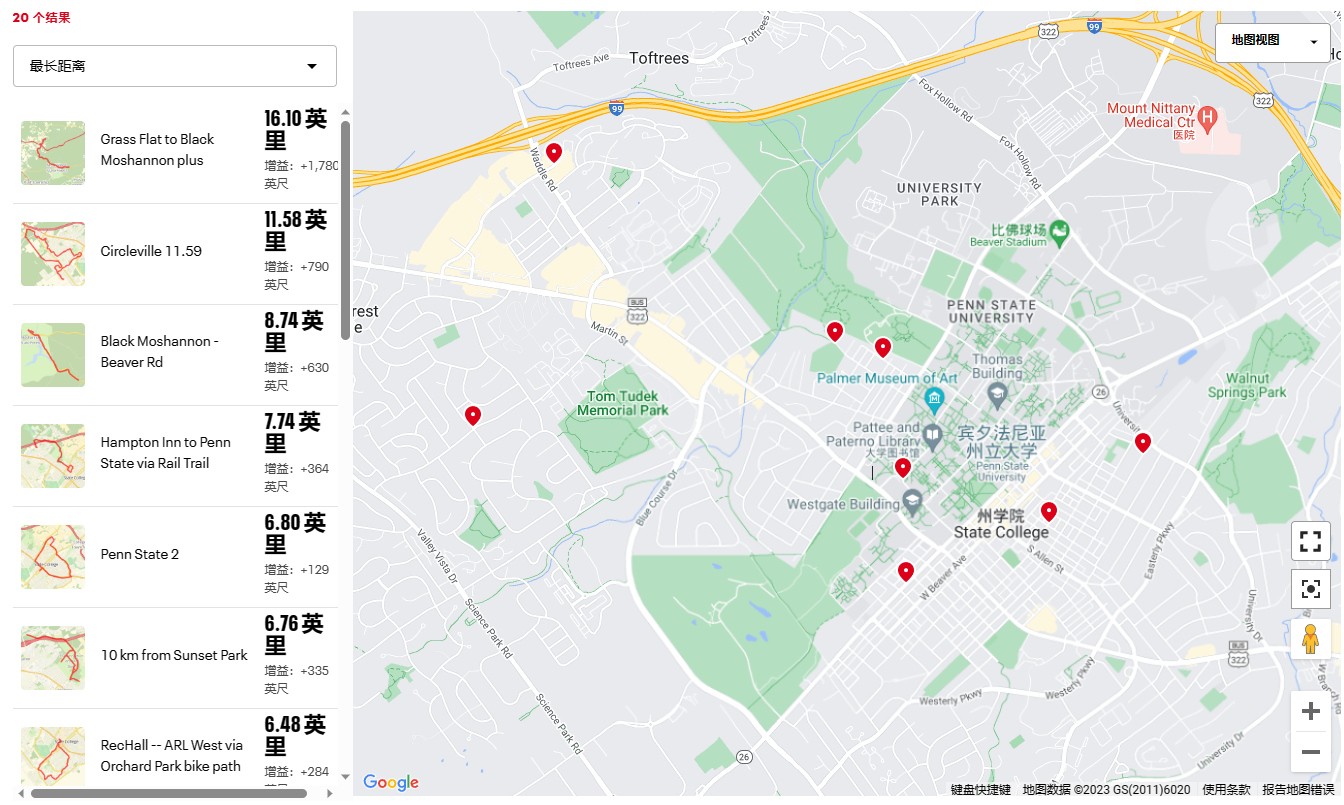 20 个结果
最长距离
Grass Flat to Black
Moshannon plus
16.10 英
里
增益：+1,780
英尺
Circleville 11.59
11.58 英
里
增益：+790
英尺
Black Moshannon -
Beaver Rd
8.74 英
里
增益：+630
英尺
Hampton Inn to Penn
State via Rail Trail
7.74 英
里
增益：+364
英尺
Penn State 2
6.80 英
里
增益：+129
英尺
10 km from Sunset Park
6.76 英
里
增益：+335
英尺
RecHall -- ARL West via
Orchard Park bike path
6.48 英
里
增益：+284
地图视图
Toftrees
Toftrees Ave
Toftrees Ave
322
99
99
322
Fox Hollow Rd
Fox Hollow Rd
Mount Nittany
Medical Ctr
医院
Waddle Rd
UNIVERSITY
PARK
比佛球场
Beaver Stadium
rest
e
BUS
322
Martin St
PENN STATE
UNIVERSITY
Thomas
Building
Palmer Museum of Art
26
University
Walnut
Springs Park
Tom Tudek
Memorial Park
Pattee and
Paterno Library
大学图书馆
宾夕法尼亚
州立大学
Penn State
University
Westgate Building
州学院
State College
Blue Course Dr
Valley Vista Dr
Science Park Rd
Science Park Rd
W Beaver Ave
S Allen St
Easterly Pkwy
University Dr
BUS
322
Westerly Pkwy
Westerly Pkwy
W Branch Rd
University Dr
26
Google
键盘快捷键
地图数据 ©2023 GS(2011)6020
使用条款
报告地图错误